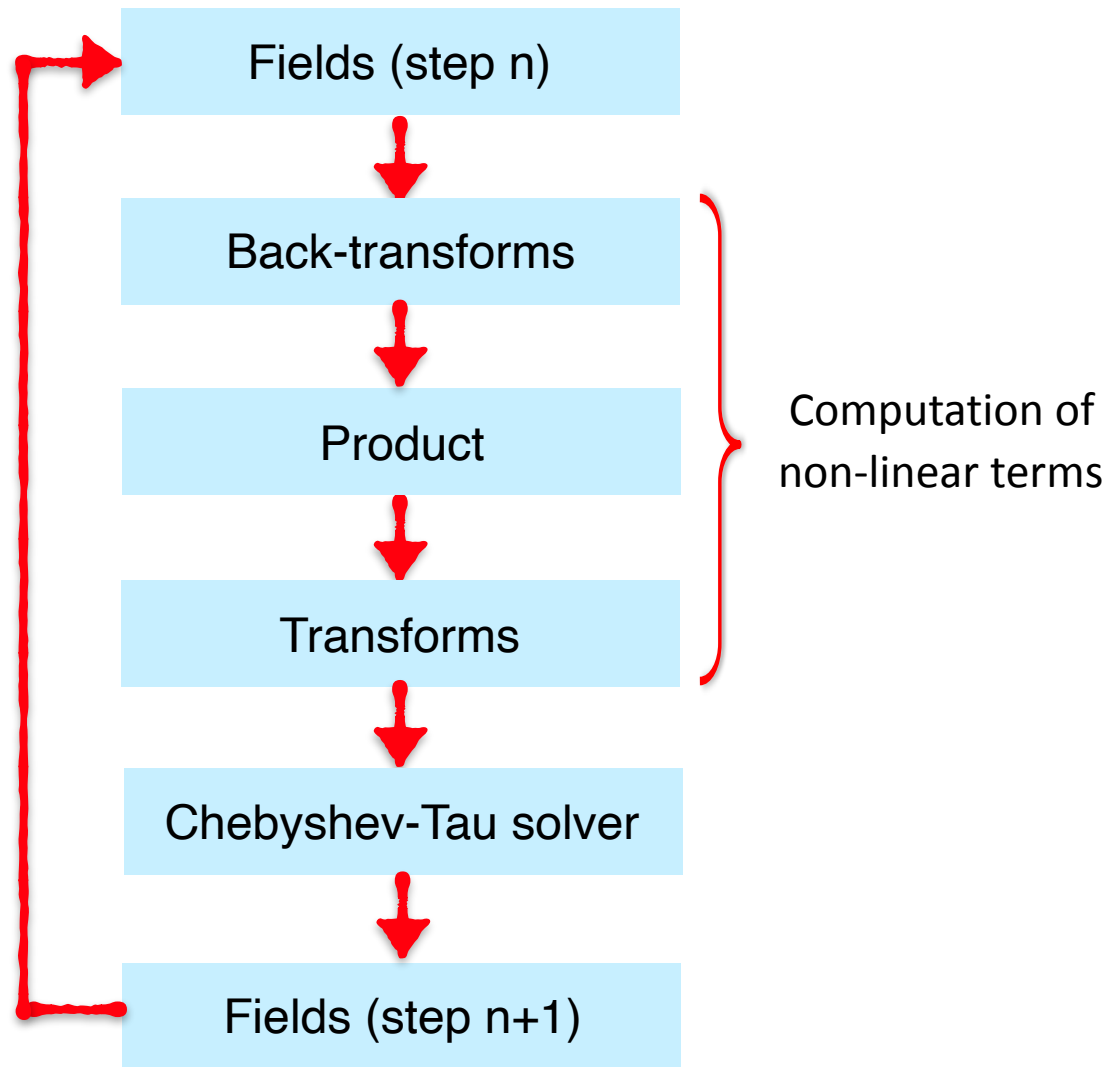 Fields (step n)
Back-transforms
Product
Computation of
non-linear terms
Transforms
Chebyshev-Tau solver
Fields (step n+1)